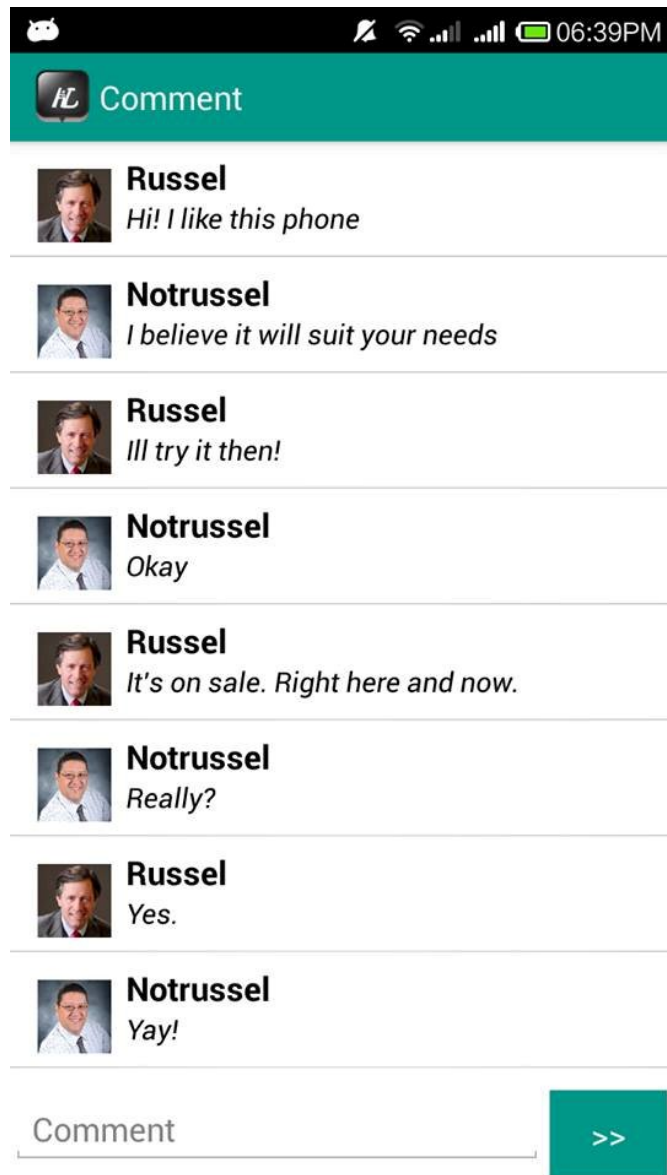 06:39PM
Comment
Russel
Hi! I like this phone
Notrussel
I believe it will suit your needs
Russel
Ill try it then!
Notrussel
Okay
Russel
It's on sale. Right here and now.
Notrussel
Really?
Russel
Yes.
Notrussel
Yay!
Comment
>>